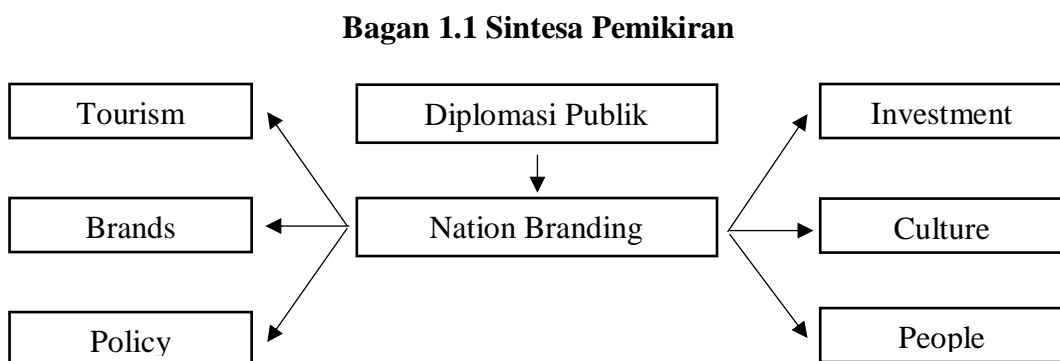 Bagan 1.1 Sintesa Pemikiran
Tourism
Diplomasi Publik
Investment
Brands
Nation Branding
Culture
Policy
People